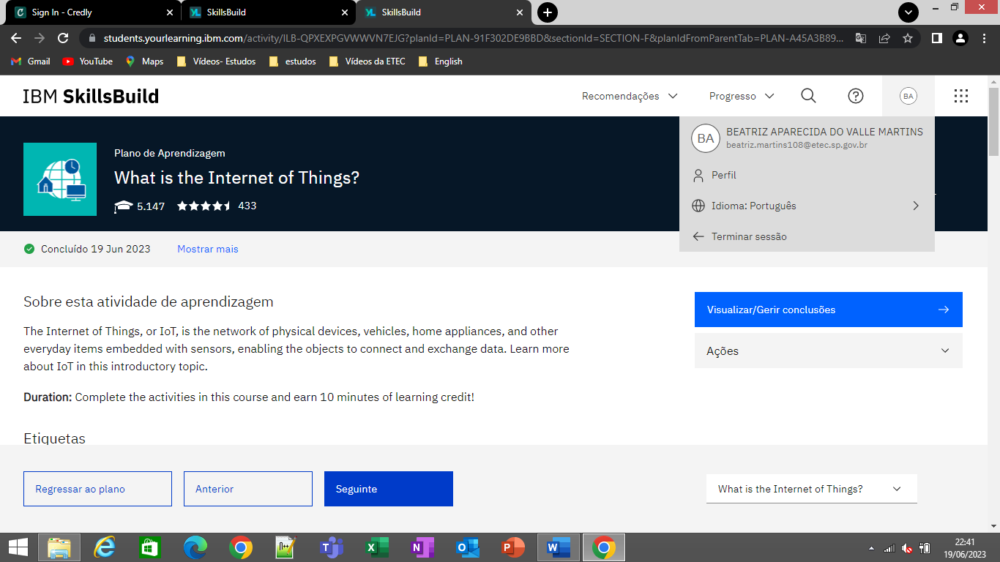 Sign In - Credly
SkillsBuild
SkillsBuild
students.yourlearning.ibm.com/activity/ILB-QPXEXPGVWWVN7EJG?planId=PLAN-91F302DE9BBD&sectionId=SECTION-F&planIdFromParentTab=PLAN-A45A3B89...
Gmail
YouTube
Maps
Vídeos- Estudos
estudos
Vídeos da ETEC
English
IBM SkillsBuild
Recomendações
Progresso
BA
BA
BEATRIZ APARECIDA DO VALLE MARTINS
beatriz.martins108@etec.sp.gov.br
Perfil
Idioma: Português
Terminar sessão
Plano de Aprendizagem
What is the Internet of Things?
5.147
433
Concluído 19 Jun 2023
Mostrar mais
Sobre esta atividade de aprendizagem
The Internet of Things, or IoT, is the network of physical devices, vehicles, home appliances, and other
everyday items embedded with sensors, enabling the objects to connect and exchange data. Learn more
about IoT in this introductory topic.
Duration: Complete the activities in this course and earn 10 minutes of learning credit!
Etiquetas
Visualizar/Gerir conclusões
Ações
Regressar ao plano
Anterior
Seguinte
What is the Internet of Things?
22:41
19/06/2023